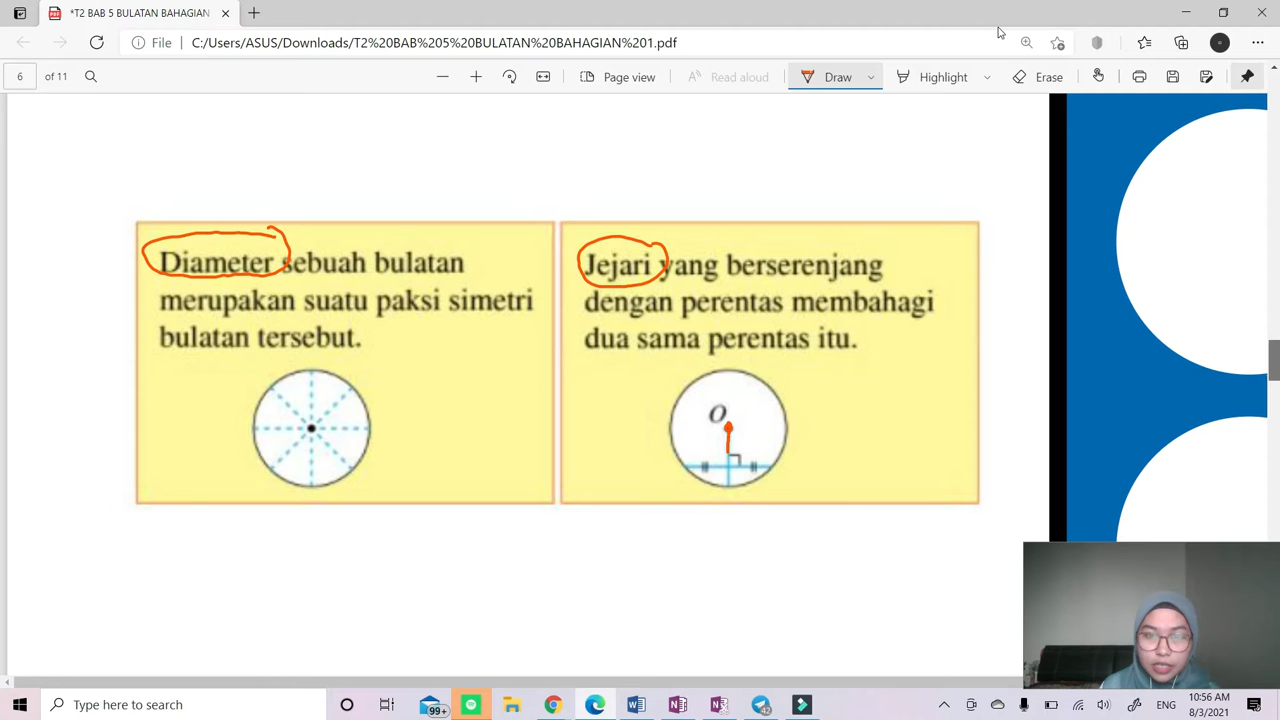 *T2 BAB 5 BULATAN BAHAGIAN
File C:/Users/ASUS/Downloads/T2%20BAB%205%20BULATAN%20BAHAGIAN%201.pdf
6 of 11 Page view Read aloud Draw Highlight Erase
Diameter sebuah bulatan
merupakan suatu paksi simetri
bulatan tersebut.
Jejari yang berserenjang
dengan perentas membahagi
dua sama perentas itu.
O
Type here to search
99+
42
ENG
10:56 AM
8/3/2021